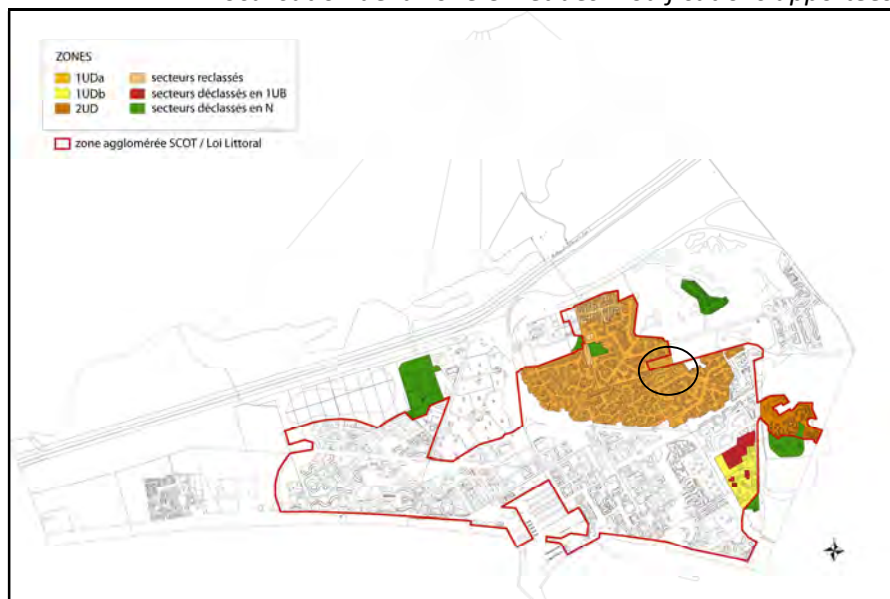 ZONES
1UDa
1UDb
2UD
secteurs reclassés
secteurs déclassés en 1UB
secteurs déclassés en N
zone agglomérée SCOT / Loi Littoral